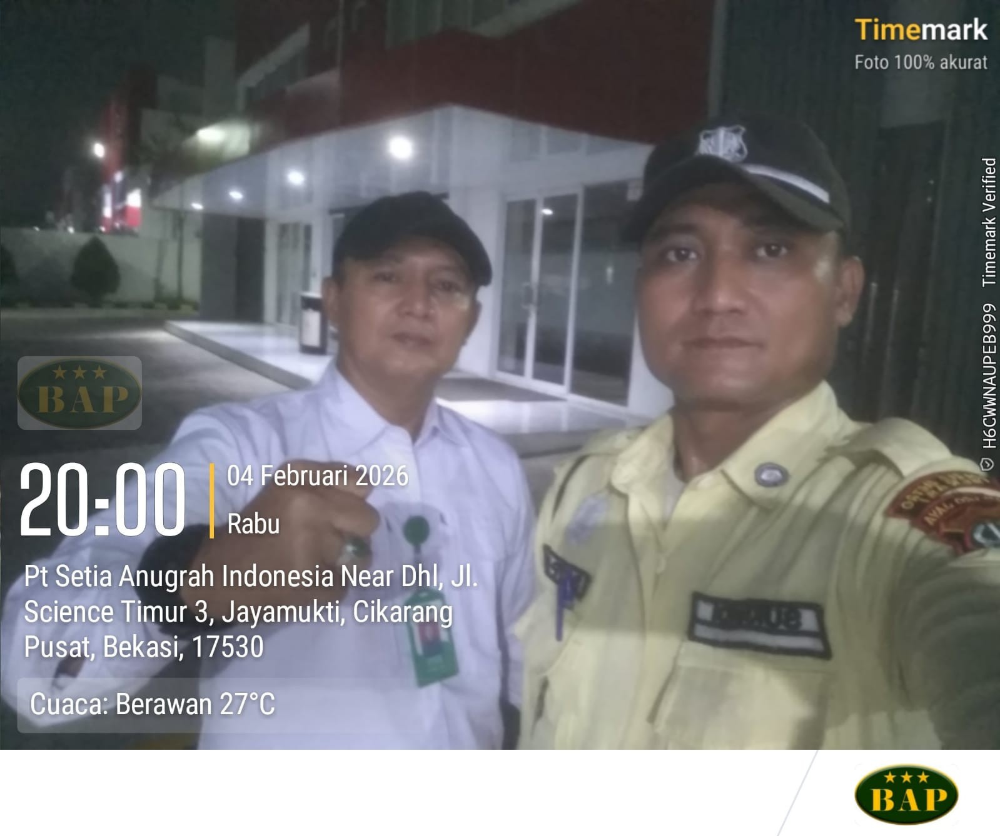 Timemark
Foto 100% akurat
H6CWWNAUPEB999 Timemark Verified
BAP
20:00
04 Februari 2026
Rabu
Pt Setia Anugrah Indonesia Near Dhl, Jl.
Science Timur 3, Jayamukti, Cikarang
Pusat, Bekasi, 17530
Cuaca: Berawan 27°C
BAP